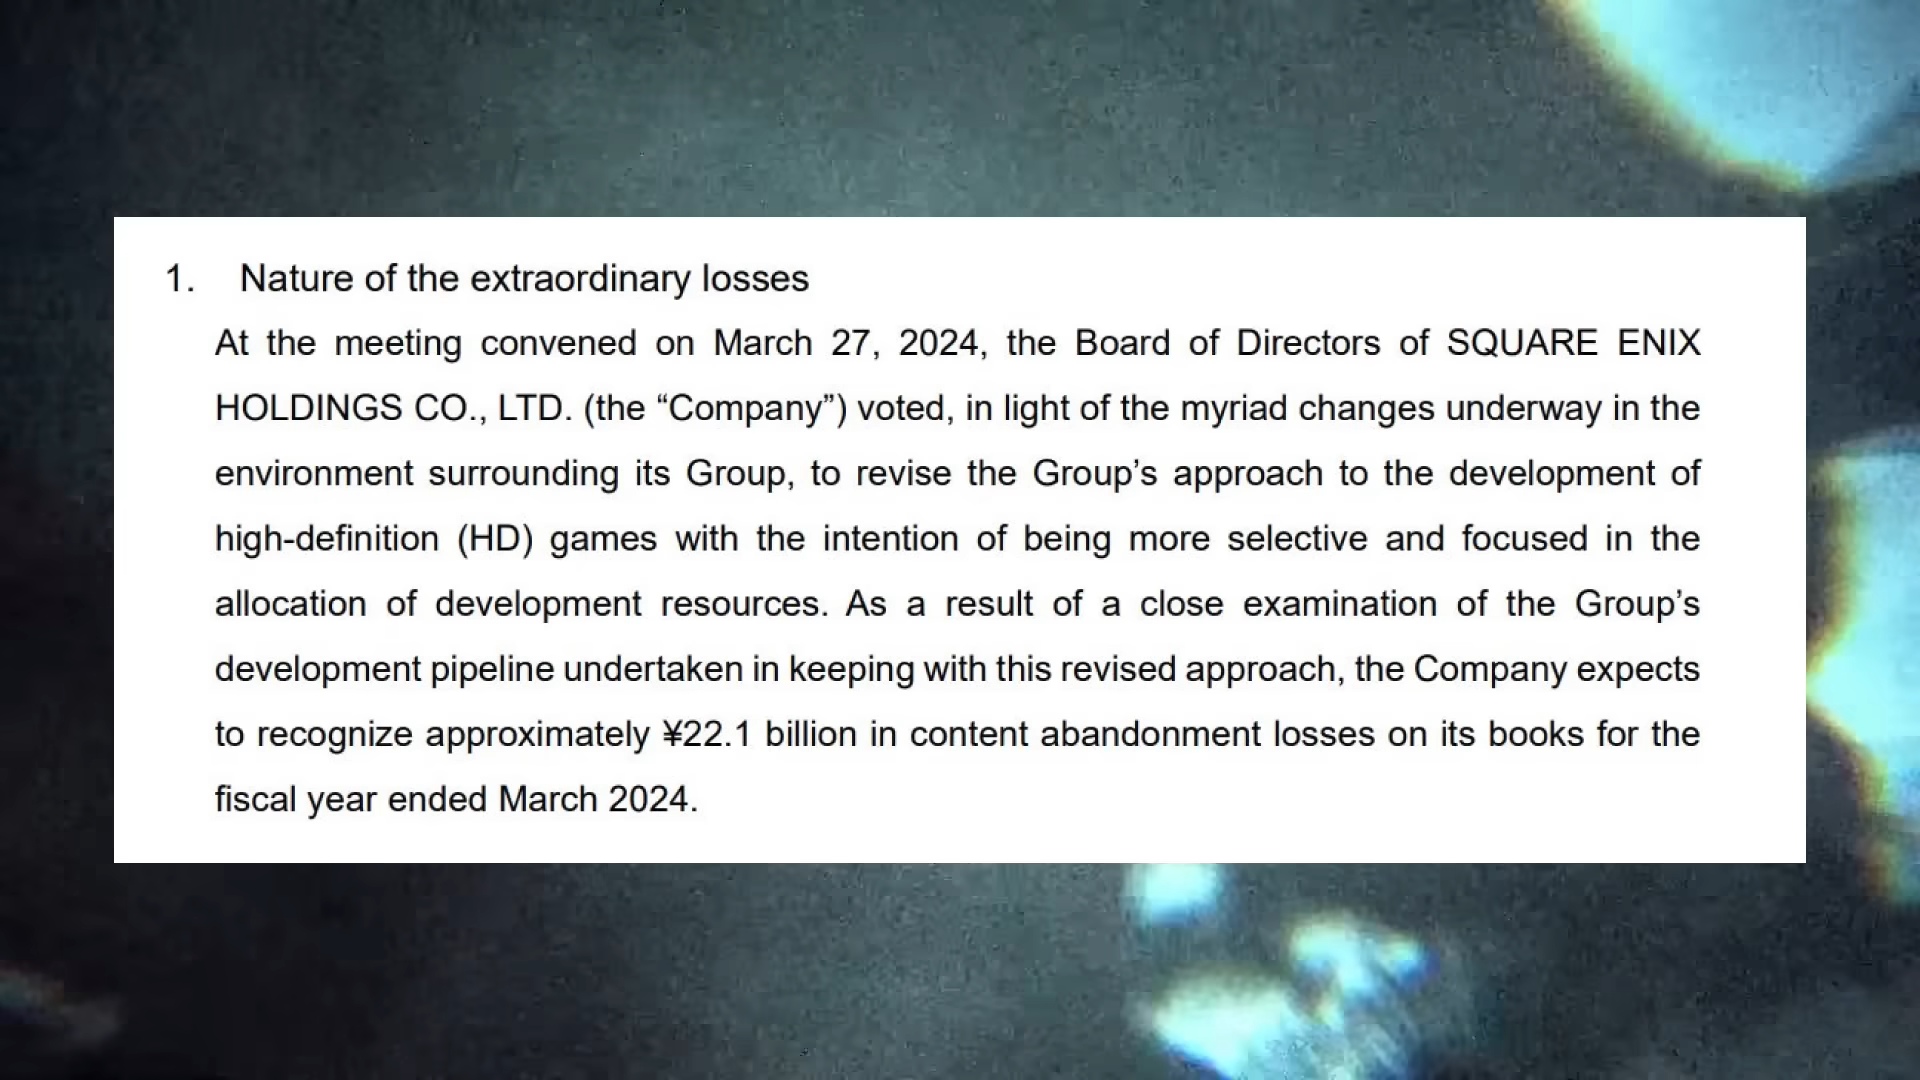 1. Nature of the extraordinary losses
At the meeting convened on March 27, 2024, the Board of Directors of SQUARE ENIX
HOLDINGS CO., LTD. (the “Company”) voted, in light of the myriad changes underway in the
environment surrounding its Group, to revise the Group’s approach to the development of
high-definition (HD) games with the intention of being more selective and focused in the
allocation of development resources. As a result of a close examination of the Group’s
development pipeline undertaken in keeping with this revised approach, the Company expects
to recognize approximately ¥22.1 billion in content abandonment losses on its books for the
fiscal year ended March 2024.